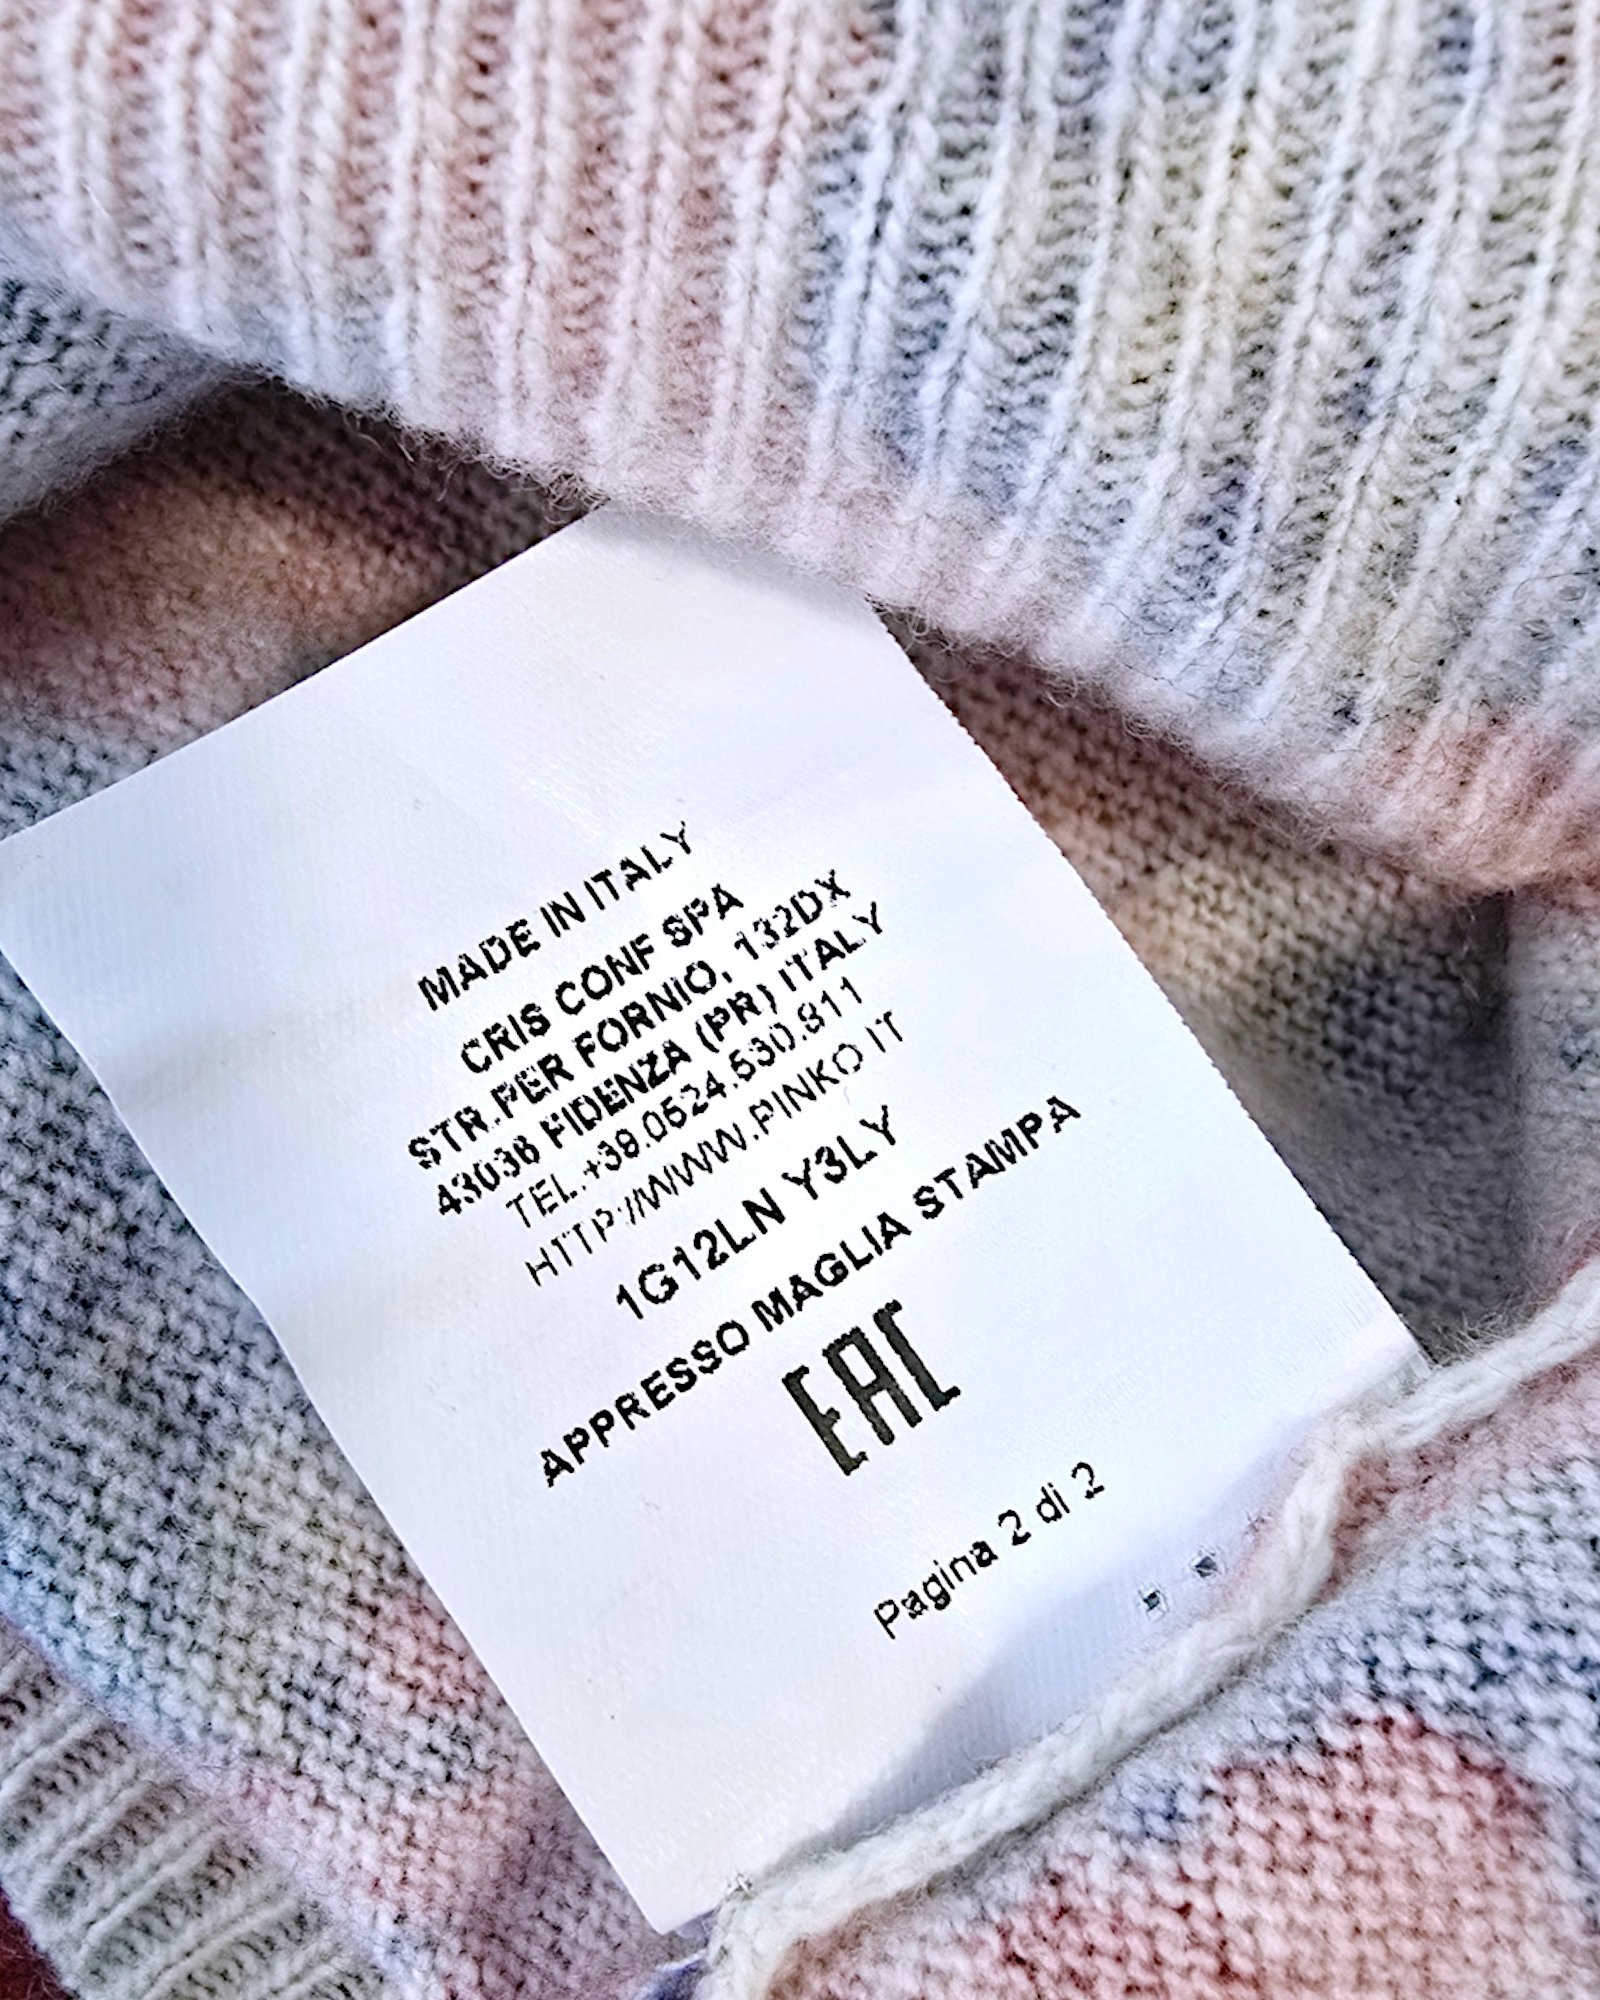 MADE IN ITALY
CRIS CONF SPA
STR.PER FORNIO, 132DX
43036 FIDENZA (PR) ITALY
TEL.+39.0524.530.911
HTTP://WWW.PINKO IT
1G12LN Y3LY
APPRESSO MAGLIA STAMPA
EAC
Pagina 2 di 2